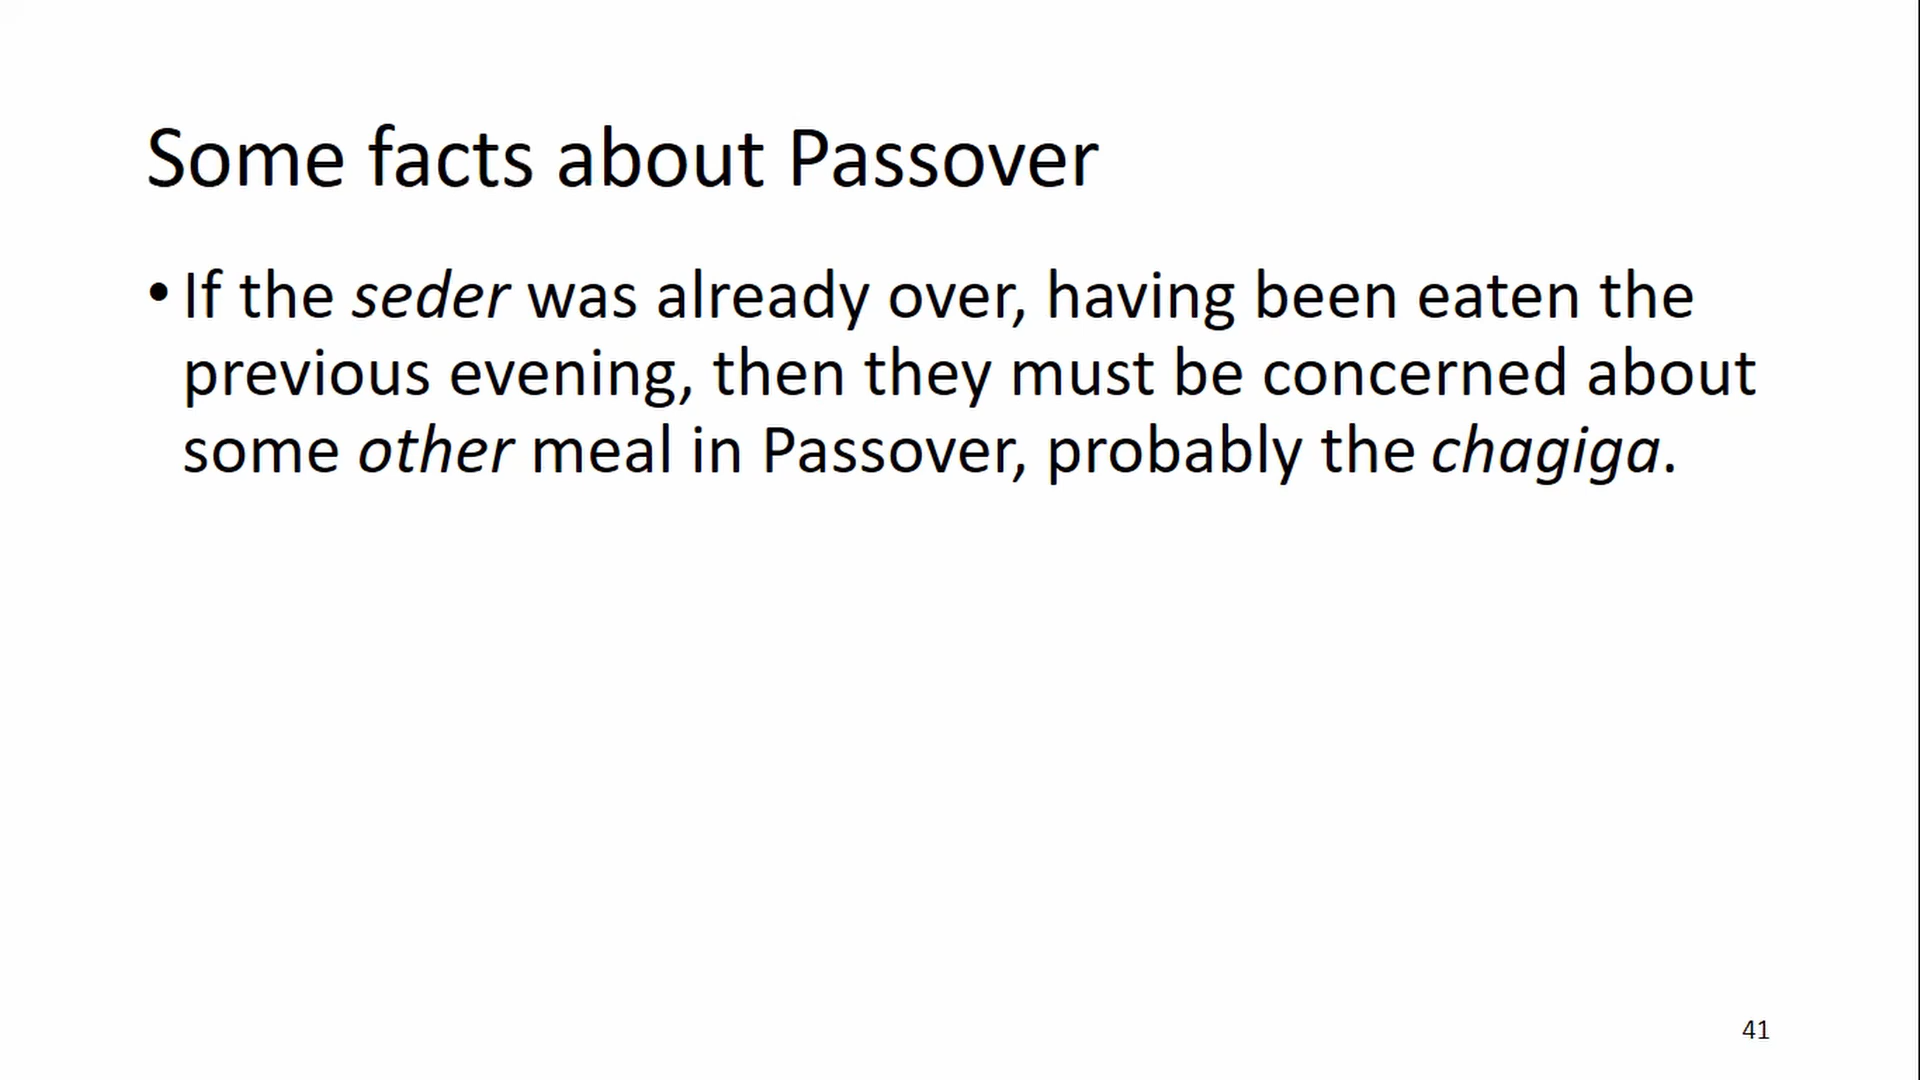 Some facts about Passover
• If the seder was already over, having been eaten the
previous evening, then they must be concerned about
some other meal in Passover, probably the chagiga.
41